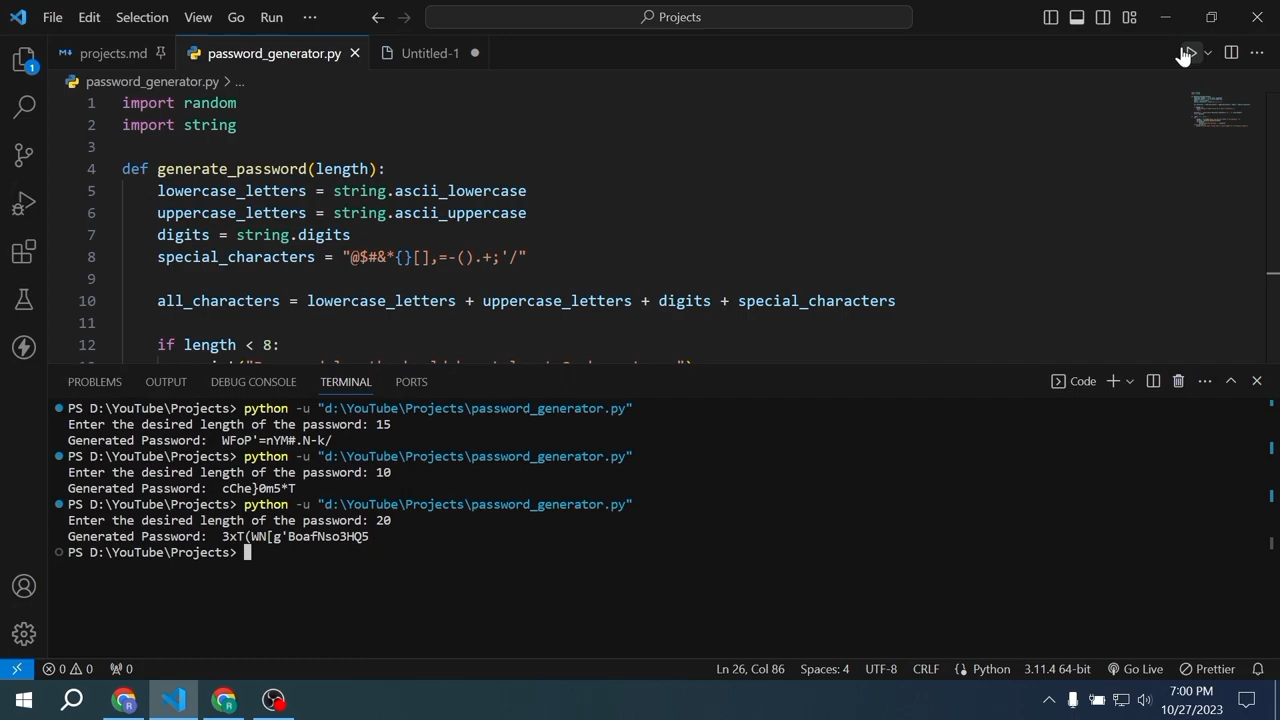 File Edit Selection View Go Run ··· Projects
projects.md password_generator.py Untitled-1
password_generator.py > ...
1 import random
2 import string
3
4 def generate_password(length):
5 lowercase_letters = string.ascii_lowercase
6 uppercase_letters = string.ascii_uppercase
7 digits = string.digits
8 special_characters = "@$#&*{}[],=-().+;'/"
9
10 all_characters = lowercase_letters + uppercase_letters + digits + special_characters
11
12 if length < 8:
PROBLEMS OUTPUT DEBUG CONSOLE TERMINAL PORTS Code
PS D:\YouTube\Projects> python -u "d:\YouTube\Projects\password_generator.py"
Enter the desired length of the password: 15
Generated Password:  WFoP'=nYM#.N-k/
PS D:\YouTube\Projects> python -u "d:\YouTube\Projects\password_generator.py"
Enter the desired length of the password: 10
Generated Password:  cChe}0m5*T
PS D:\YouTube\Projects> python -u "d:\YouTube\Projects\password_generator.py"
Enter the desired length of the password: 20
Generated Password:  3xT(WN[g'BoafNso3HQ5
PS D:\YouTube\Projects>
0 0 0 Ln 26, Col 86 Spaces: 4 UTF-8 CRLF Python 3.11.4 64-bit Go Live Prettier
7:00 PM
10/27/2023